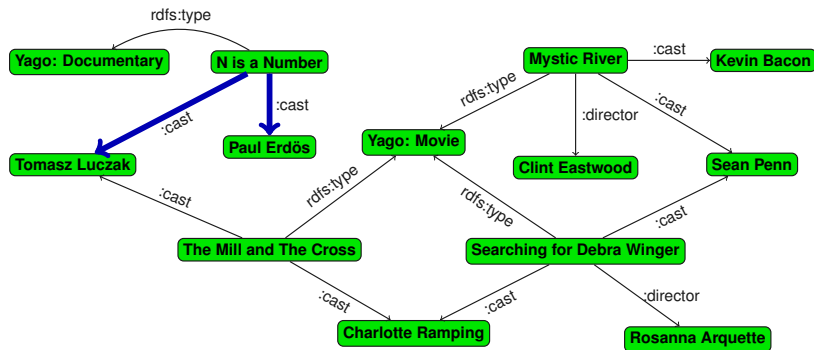 rdfs:type
Yago: Documentary
N is a Number
Mystic River
:cast
Kevin Bacon
rdfs:type
:cast
:cast
:director
:cast
Paul Erdös
Yago: Movie
Tomasz Luczak
Clint Eastwood
Sean Penn
:cast
rdfs:type
rdfs:type
:cast
The Mill and The Cross
Searching for Debra Winger
:cast
:cast
:director
Charlotte Ramping
Rosanna Arquette